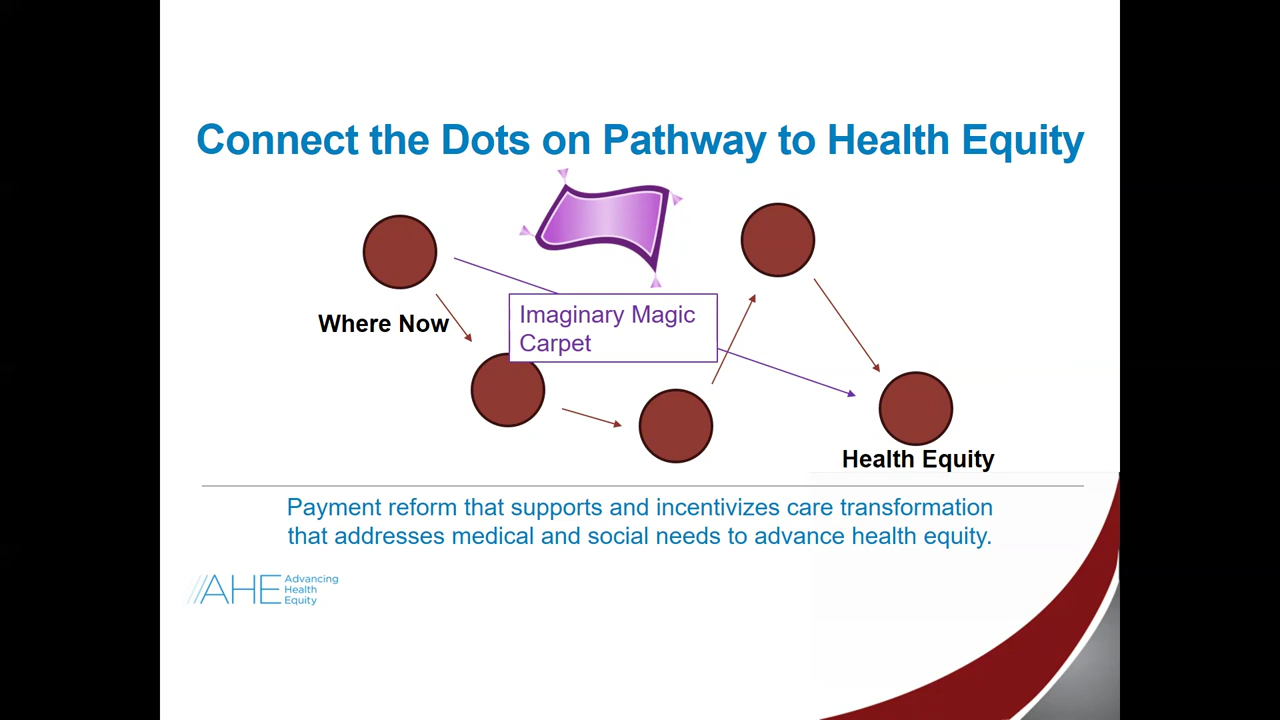 Connect the Dots on Pathway to Health Equity
Where Now
Imaginary Magic
Carpet
Health Equity
Payment reform that supports and incentivizes care transformation
that addresses medical and social needs to advance health equity.
AHE Advancing
Health
Equity